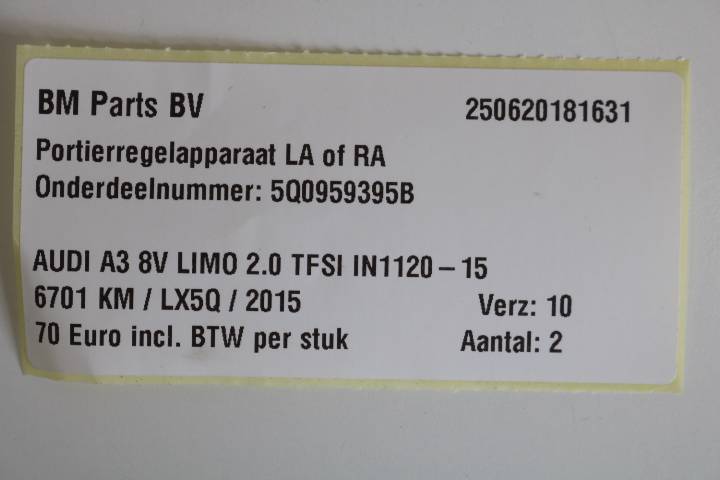 BM Parts BV 250620181631
Portierregelapparaat LA of RA
Onderdeelnummer: 5Q0959395B
AUDI A3 8V LIMO 2.0 TFSI IN1120 – 15
6701 KM / LX5Q / 2015 Verz: 10
70 Euro incl. BTW per stuk Aantal: 2